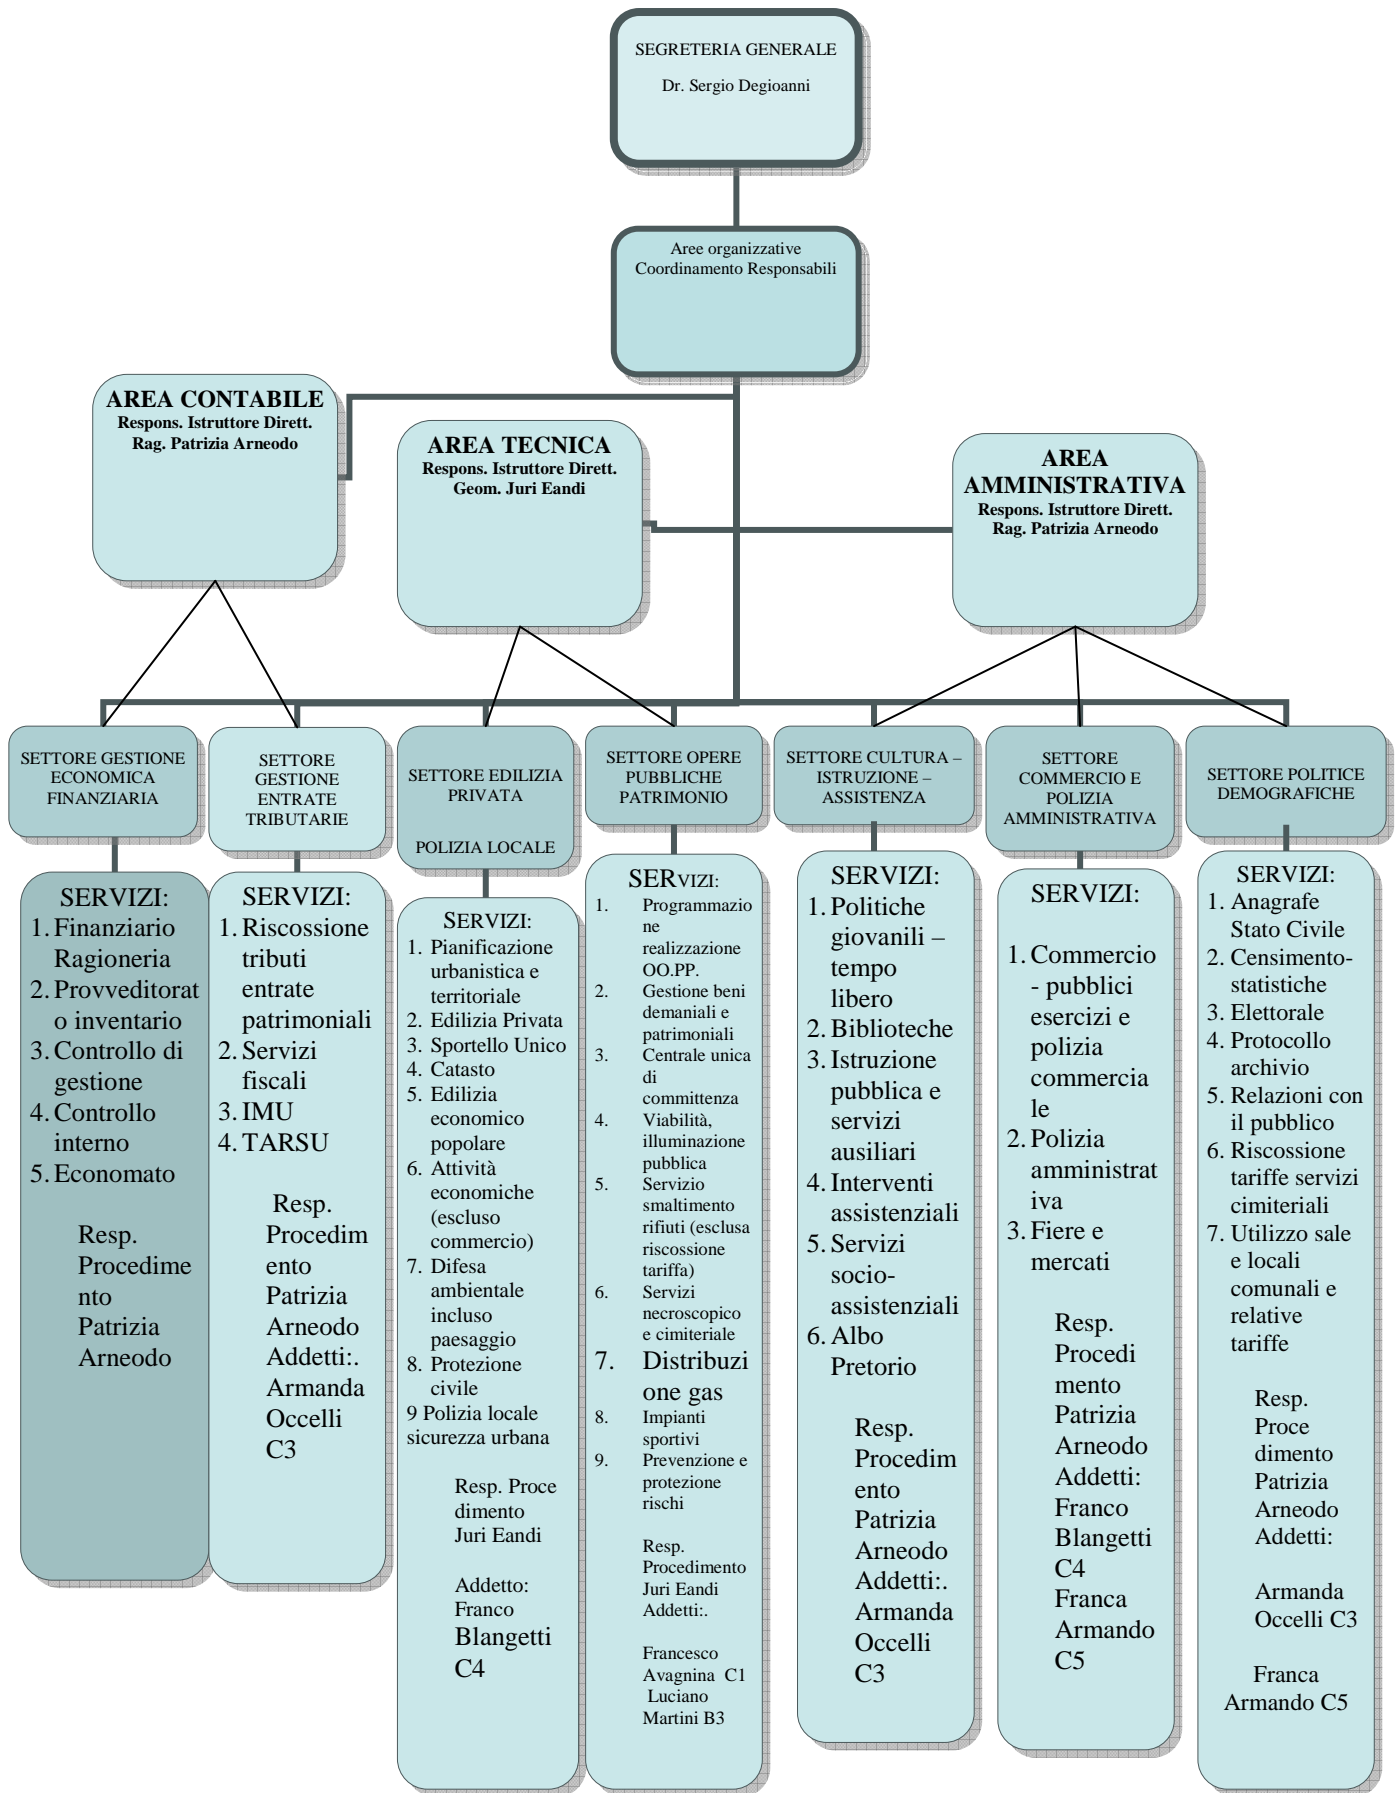 SEGRETERIA GENERALE
Dr. Sergio Degioanni
Aree organizzative
Coordinamento Responsabili
AREA CONTABILE
Respons. Istruttore Dirett.
Rag. Patrizia Arneodo
AREA TECNICA
Respons. Istruttore Dirett.
Geom. Juri Eandi
AREA
AMMINISTRATIVA
Respons. Istruttore Dirett.
Rag. Patrizia Arneodo
SETTORE GESTIONE
ECONOMICA
FINANZIARIA
SETTORE
GESTIONE
ENTRATE
TRIBUTARIE
SETTORE EDILIZIA
PRIVATA
POLIZIA LOCALE
SETTORE OPERE
PUBBLICHE
PATRIMONIO
SETTORE CULTURA –
ISTRUZIONE –
ASSISTENZA
SETTORE
COMMERCIO E
POLIZIA
AMMINISTRATIVA
SETTORE POLITICE
DEMOGRAFICHE
SERVIZI:
1. Finanziario
Ragioneria
2. Provveditorat
o inventario
3. Controllo di
gestione
4. Controllo
interno
5. Economato
Resp.
Procedime
nto
Patrizia
Arneodo
SERVIZI:
1. Riscossione
tributi
entrate
patrimoniali
2. Servizi
fiscali
3. IMU
4. TARSU
Resp.
Procedim
ento
Patrizia
Arneodo
Addetti:.
Armanda
Occelli
C3
SERVIZI:
1. Pianificazione
urbanistica e
territoriale
2. Edilizia Privata
3. Sportello Unico
4. Catasto
5. Edilizia
economico
popolare
6. Attività
economiche
(escluso
commercio)
7. Difesa
ambientale
incluso
paesaggio
8. Protezione
civile
9 Polizia locale
sicurezza urbana
Resp. Proce
dimento
Juri Eandi
Addetto:
Franco
Blangetti
C4
SERVIZI:
1. Programmazio
ne
realizzazione
OO.PP.
2. Gestione beni
demaniali e
patrimoniali
3. Centrale unica
di
committenza
4. Viabilità,
illuminazione
pubblica
5. Servizio
smaltimento
rifiuti (esclusa
riscossione
tariffa)
6. Servizi
necroscopico
e cimiteriale
7. Distribuzi
one gas
8. Impianti
sportivi
9. Prevenzione e
protezione
rischi
Resp.
Procedimento
Juri Eandi
Addetti:.
Francesco
Avagnina C1
Luciano
Martini B3
SERVIZI:
1. Politiche
giovanili –
tempo
libero
2. Biblioteche
3. Istruzione
pubblica e
servizi
ausiliari
4. Interventi
assistenziali
5. Servizi
socio-
assistenziali
6. Albo
Pretorio
Resp.
Procedim
ento
Patrizia
Arneodo
Addetti:.
Armanda
Occelli
C3
SERVIZI:
1. Commercio
- pubblici
esercizi e
polizia
commercia
le
2. Polizia
amministrat
iva
3. Fiere e
mercati
Resp.
Procedi
mento
Patrizia
Arneodo
Addetti:
Franco
Blangetti
C4
Franca
Armando
C5
SERVIZI:
1. Anagrafe
Stato Civile
2. Censimento-
statistiche
3. Elettorale
4. Protocollo
archivio
5. Relazioni con
il pubblico
6. Riscossione
tariffe servizi
cimiteriali
7. Utilizzo sale
e locali
comunali e
relative
tariffe
Resp.
Proce
dimento
Patrizia
Arneodo
Addetti:
Armanda
Occelli C3
Franca
Armando C5